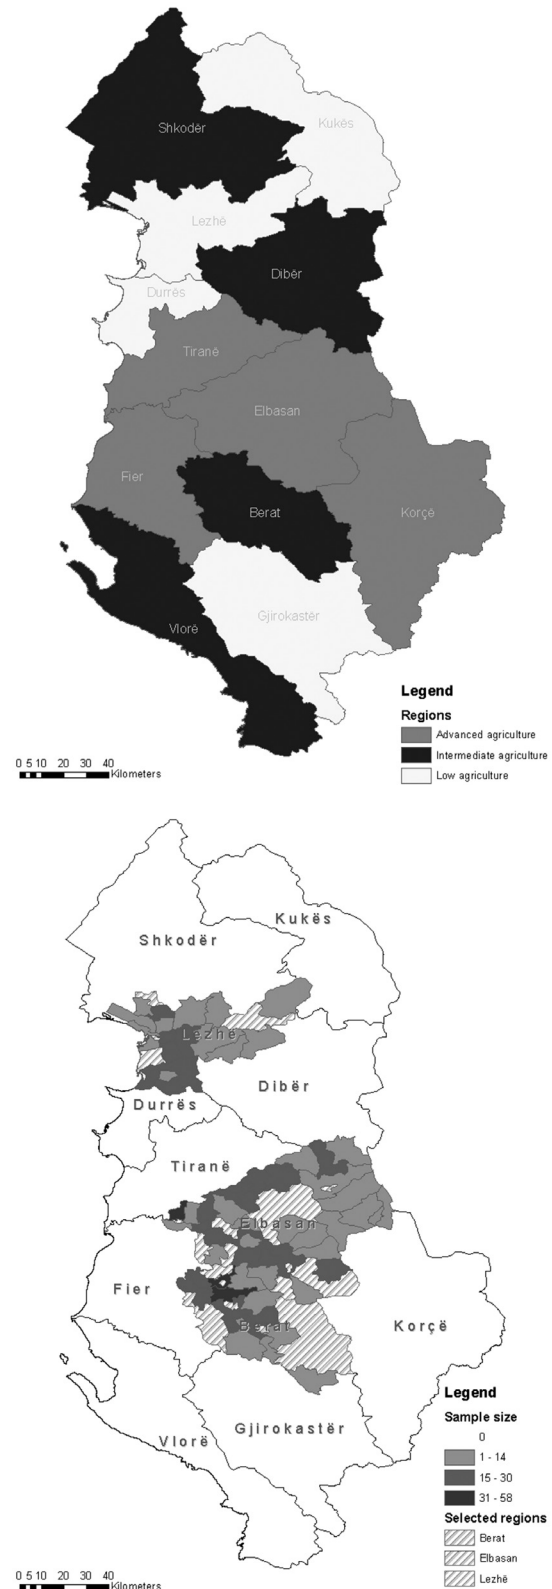 Shkodër
Kukës
Lezhë
Dibër
Durrës
Tiranë
Elbasan
Fier
Berat
Korçë
Gjirokastër
Vlorë
Legend
Regions
Advanced agriculture
Intermediate agriculture
Low agriculture
0 5 10 20 30 40
Kilometers
Kukës
Shkodër
Lezhë
Dibër
Durrës
Tiranë
Elbasan
Fier
Berat
Korçë
Gjirokastër
Vlorë
Legend
Sample size
0
1 - 14
15 - 30
31 - 58
Selected regions
Berat
Elbasan
Lezhë
0 5 10 20 30 40
Kilometers